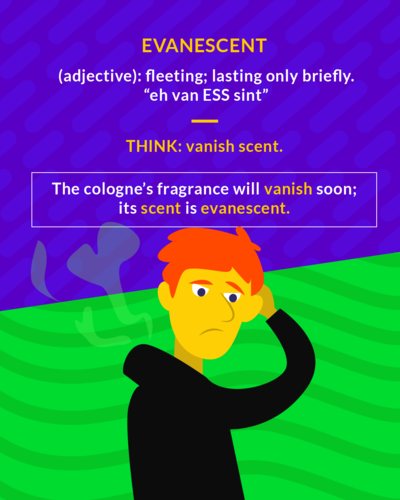 EVANESCENT
(adjective): fleeting; lasting only briefly.
“eh van ESS sint”
THINK: vanish scent.
The cologne’s fragrance will vanish soon;
its scent is evanescent.